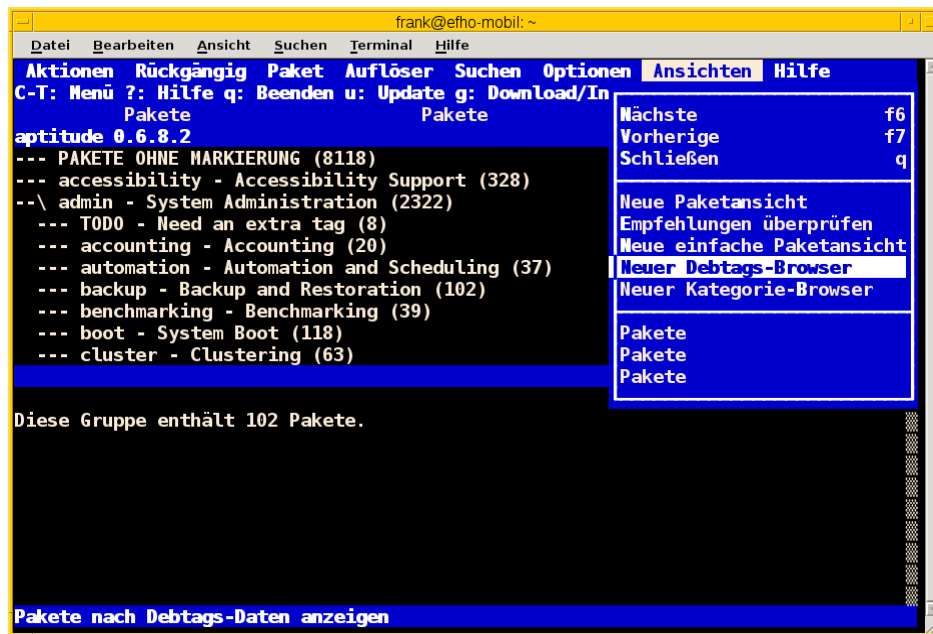 frank@efho-mobil: ~
Datei Bearbeiten Ansicht Suchen Terminal Hilfe
Aktionen Rückgängig Paket Auflöser Suchen Optionen Ansichten Hilfe
C-T: Menü ?: Hilfe q: Beenden u: Update g: Download/In
Pakete Pakete
aptitude 0.6.8.2
--- PAKETE OHNE MARKIERUNG (8118)
--- accessibility - Accessibility Support (328)
--\ admin - System Administration (2322)
--- TODO - Need an extra tag (8)
--- accounting - Accounting (20)
--- automation - Automation and Scheduling (37)
--- backup - Backup and Restoration (102)
--- benchmarking - Benchmarking (39)
--- boot - System Boot (118)
--- cluster - Clustering (63)
Nächste f6
Vorherige f7
Schließen q
Neue Paketansicht
Empfehlungen überprüfen
Neue einfache Paketansicht
Neuer Debtags-Browser
Neuer Kategorie-Browser
Pakete
Pakete
Pakete
Diese Gruppe enthält 102 Pakete.
Pakete nach Debtags-Daten anzeigen